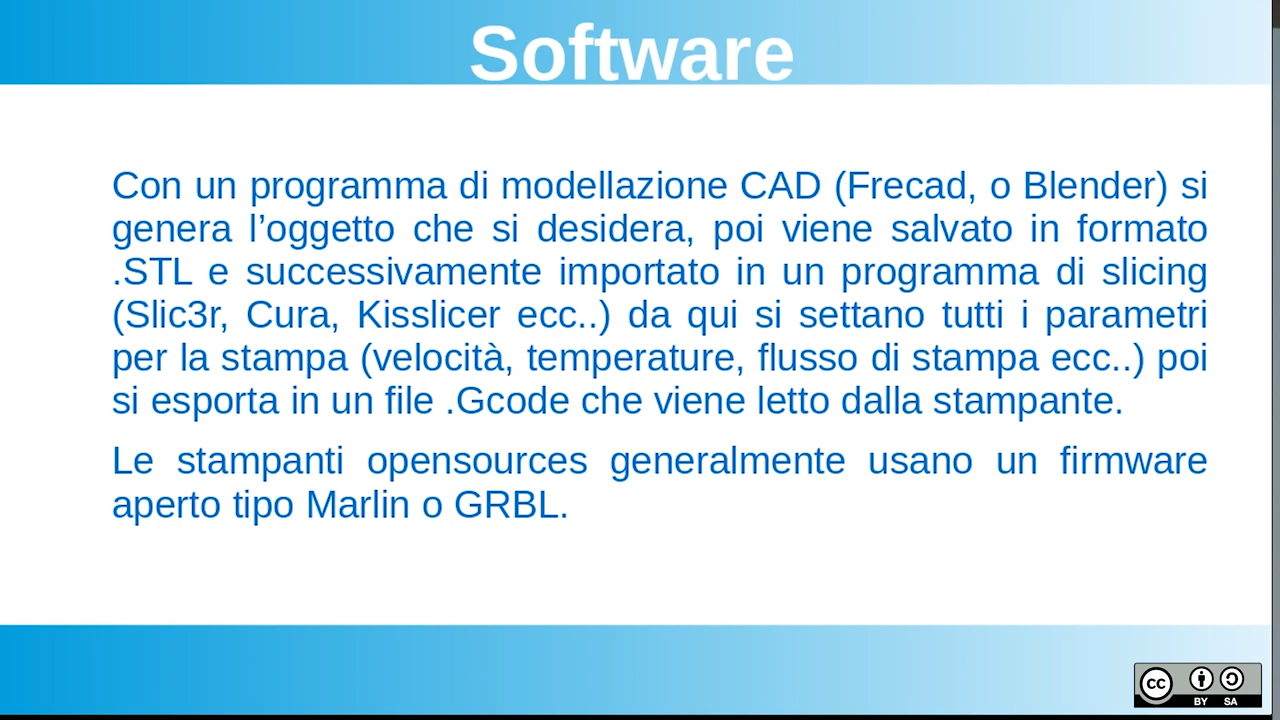 Software
Con un programma di modellazione CAD (Frecad, o Blender) si
genera l’oggetto che si desidera, poi viene salvato in formato
.STL e successivamente importato in un programma di slicing
(Slic3r, Cura, Kisslicer ecc..) da qui si settano tutti i parametri
per la stampa (velocità, temperature, flusso di stampa ecc..) poi
si esporta in un file .Gcode che viene letto dalla stampante.
Le stampanti opensources generalmente usano un firmware
aperto tipo Marlin o GRBL.
cc
BY SA